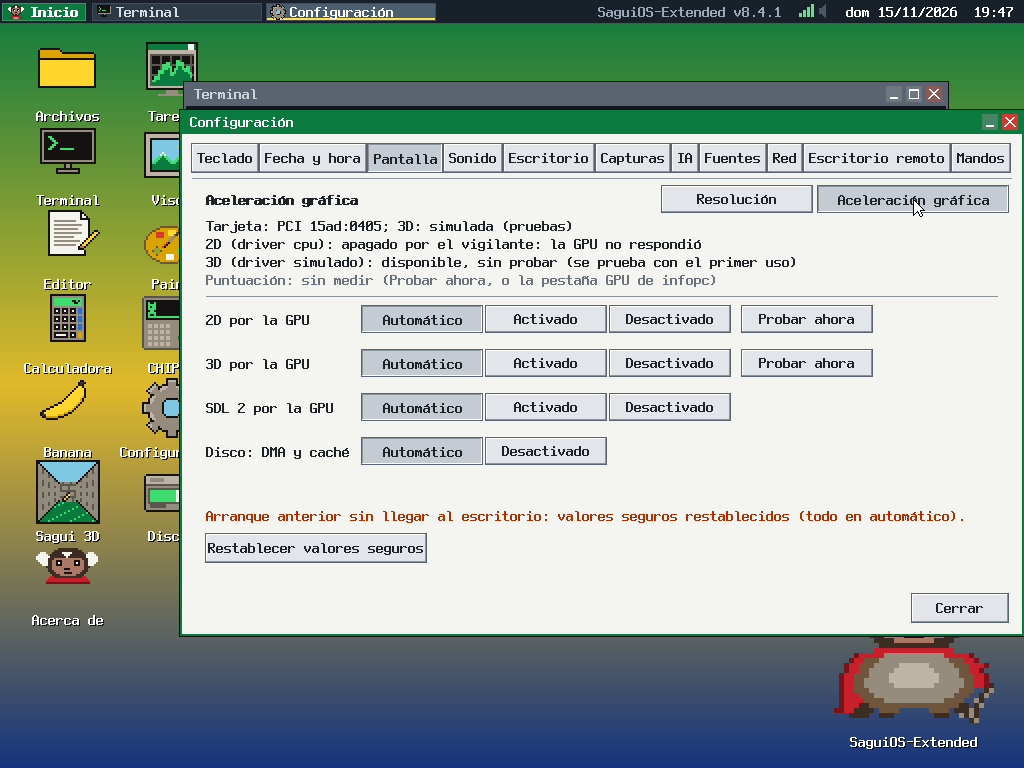 Inicio
Terminal
Configuración
SaguiOS-Extended v8.4.1
dom 15/11/2026
19:47
Archivos
Tare
Terminal
Configuración
Teclado
Fecha y hora
Pantalla
Sonido
Escritorio
Capturas
IA
Fuentes
Red
Escritorio remoto
Mandos
Terminal
Viso
Aceleración gráfica
Resolución
Aceleración gráfica
Tarjeta: PCI 15ad:0405; 3D: simulada (pruebas)
2D (driver cpu): apagado por el vigilante: la GPU no respondió
3D (driver simulado): disponible, sin probar (se prueba con el primer uso)
Puntuación: sin medir (Probar ahora, o la pestaña GPU de infopc)
Editor
Pain
2D por la GPU
Automático
Activado
Desactivado
Probar ahora
3D por la GPU
Automático
Activado
Desactivado
Probar ahora
Calculadora
CHIP
SDL 2 por la GPU
Automático
Activado
Desactivado
Disco: DMA y caché
Automático
Desactivado
Banana
Configur
Arranque anterior sin llegar al escritorio: valores seguros restablecidos (todo en automático).
Sagui 3D
Disc
Restablecer valores seguros
Acerca de
Cerrar
SaguiOS-Extended